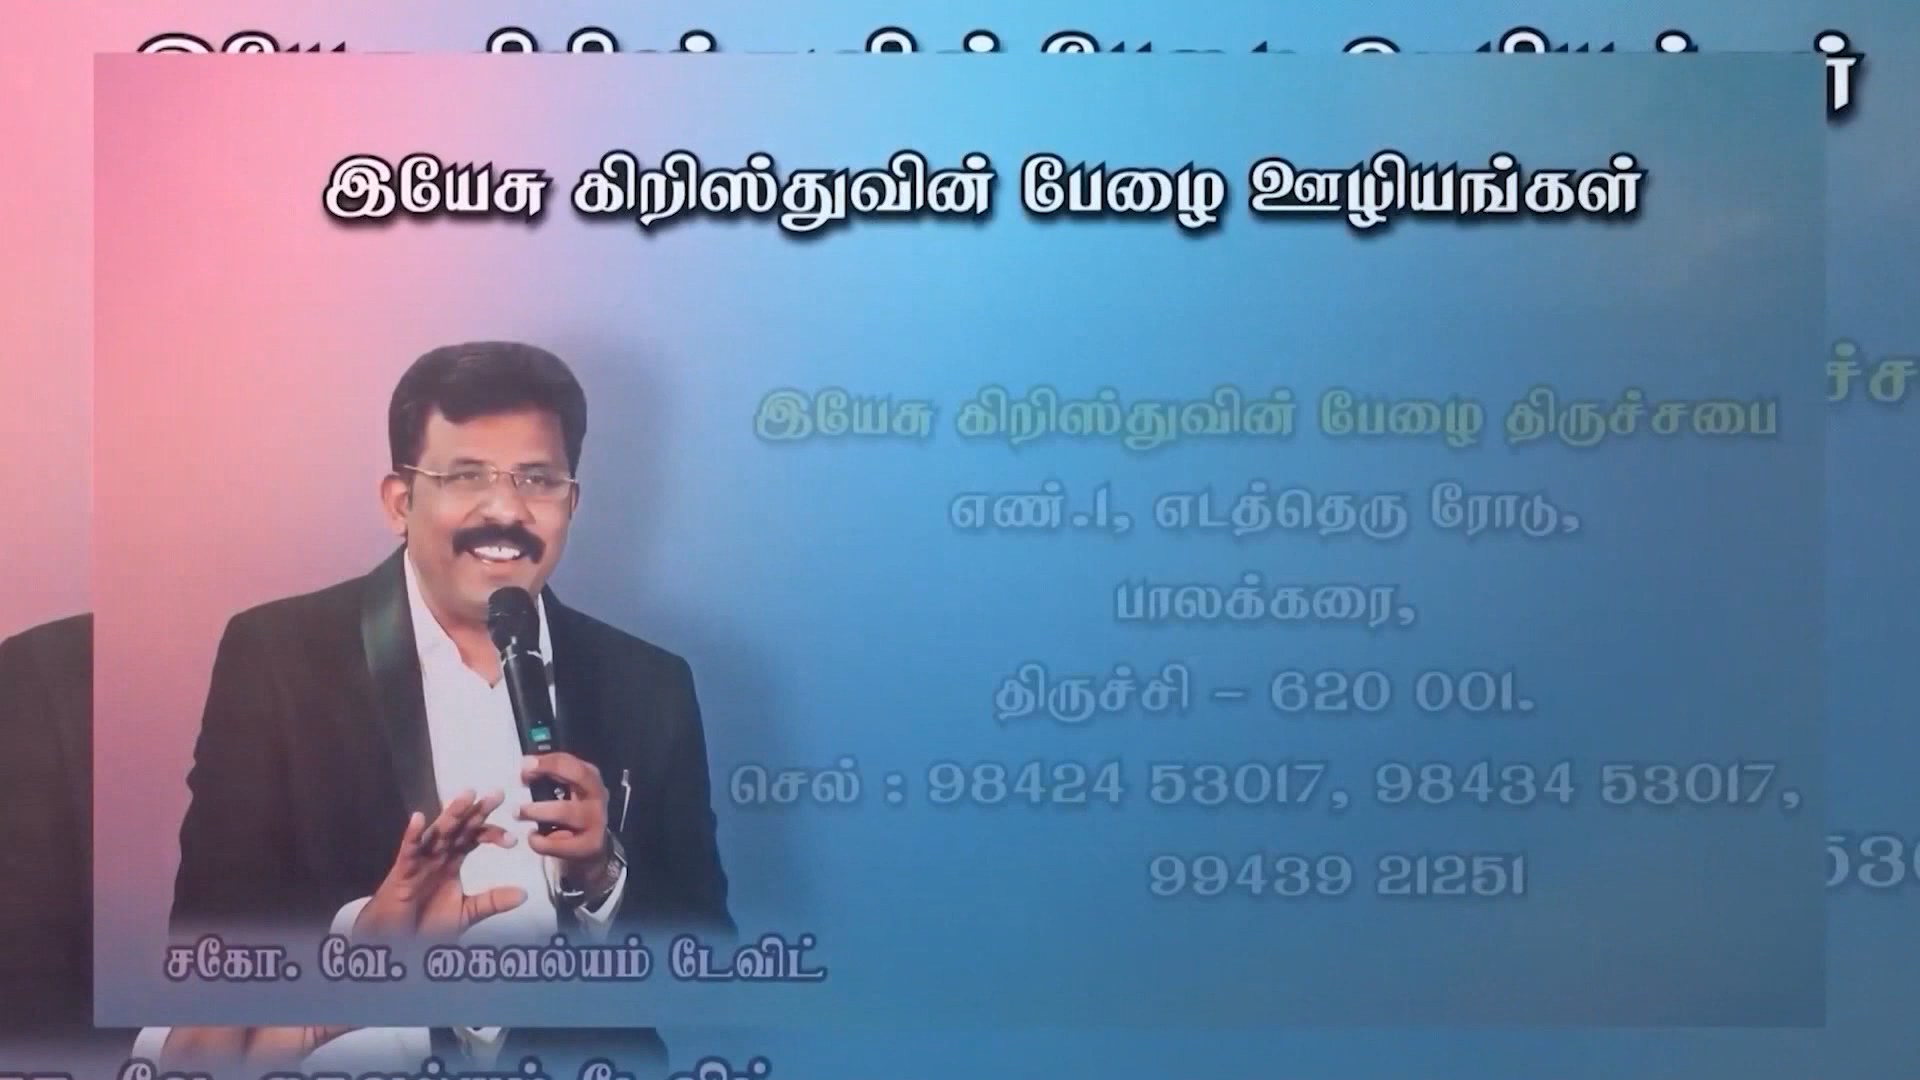 இயேசு கிறிஸ்துவின் பேழை ஊழியங்கள்
இயேசு கிறிஸ்துவின் பேழை திருச்சபை
எண்.1, எடத்தெரு ரோடு,
பாலக்கரை,
திருச்சி - 620 001.
செல் : 98424 53017, 98434 53017,
99439 21251
சகோ. வே. கைவல்யம் டேவிட்